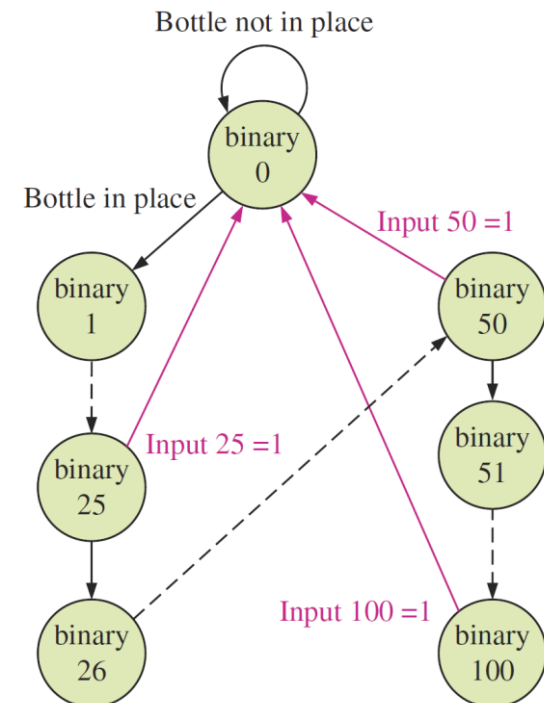 Bottle not in place
binary
0
Bottle in place
Input 50 =1
binary
1
binary
50
Input 25 =1
binary
25
binary
51
Input 100 =1
binary
26
binary
100